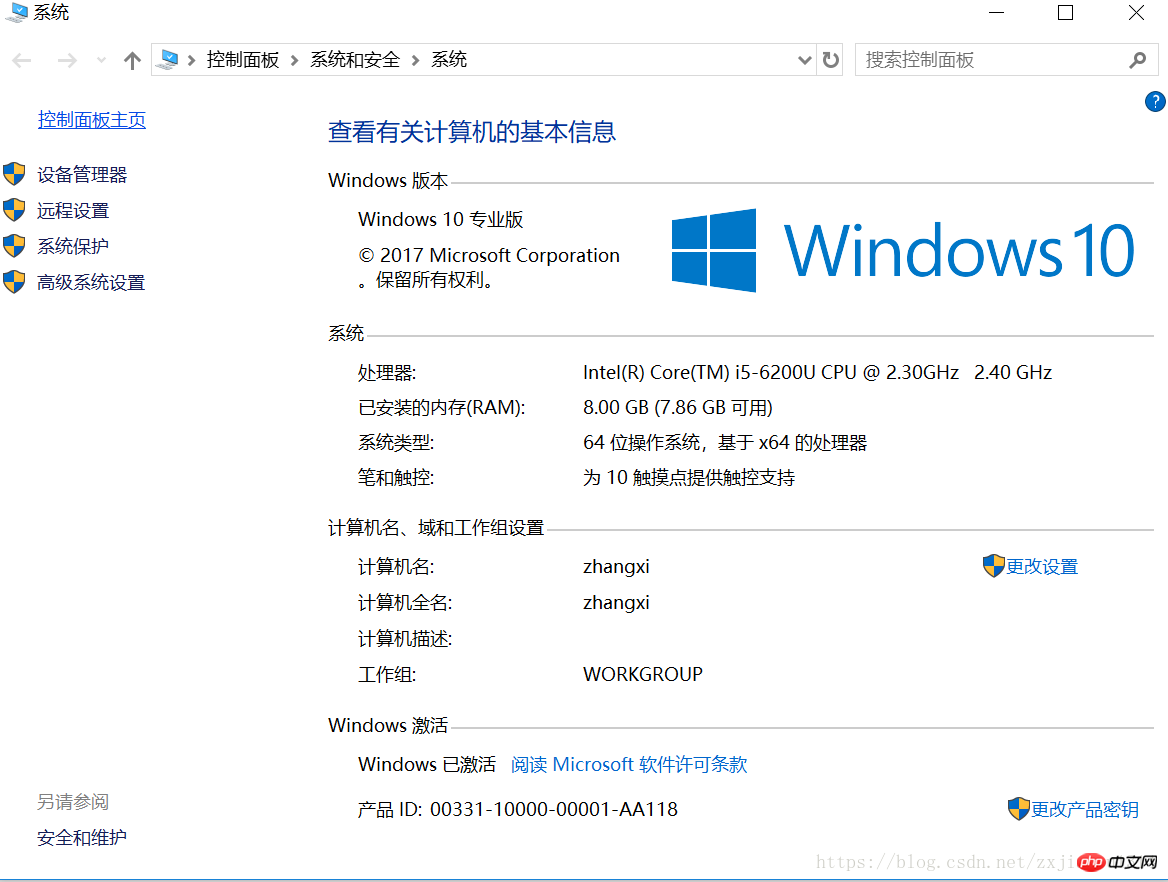 系统
控制面板 系统和安全 系统
搜索控制面板
?
控制面板主页
设备管理器
远程设置
系统保护
高级系统设置
查看有关计算机的基本信息
Windows 版本
Windows 10 专业版
© 2017 Microsoft Corporation
。保留所有权利。
Windows 10
系统
处理器: Intel(R) Core(TM) i5-6200U CPU @ 2.30GHz 2.40 GHz
已安装的内存(RAM): 8.00 GB (7.86 GB 可用)
系统类型: 64 位操作系统，基于 x64 的处理器
笔和触控: 为 10 触摸点提供触控支持
计算机名、域和工作组设置
计算机名: zhangxi 更改设置
计算机全名: zhangxi
计算机描述:
工作组: WORKGROUP
Windows 激活
Windows 已激活 阅读 Microsoft 软件许可条款
产品 ID: 00331-10000-00001-AA118 更改产品密钥
另请参阅
安全和维护
https://blog.csdn.net/zxji
php 中文网